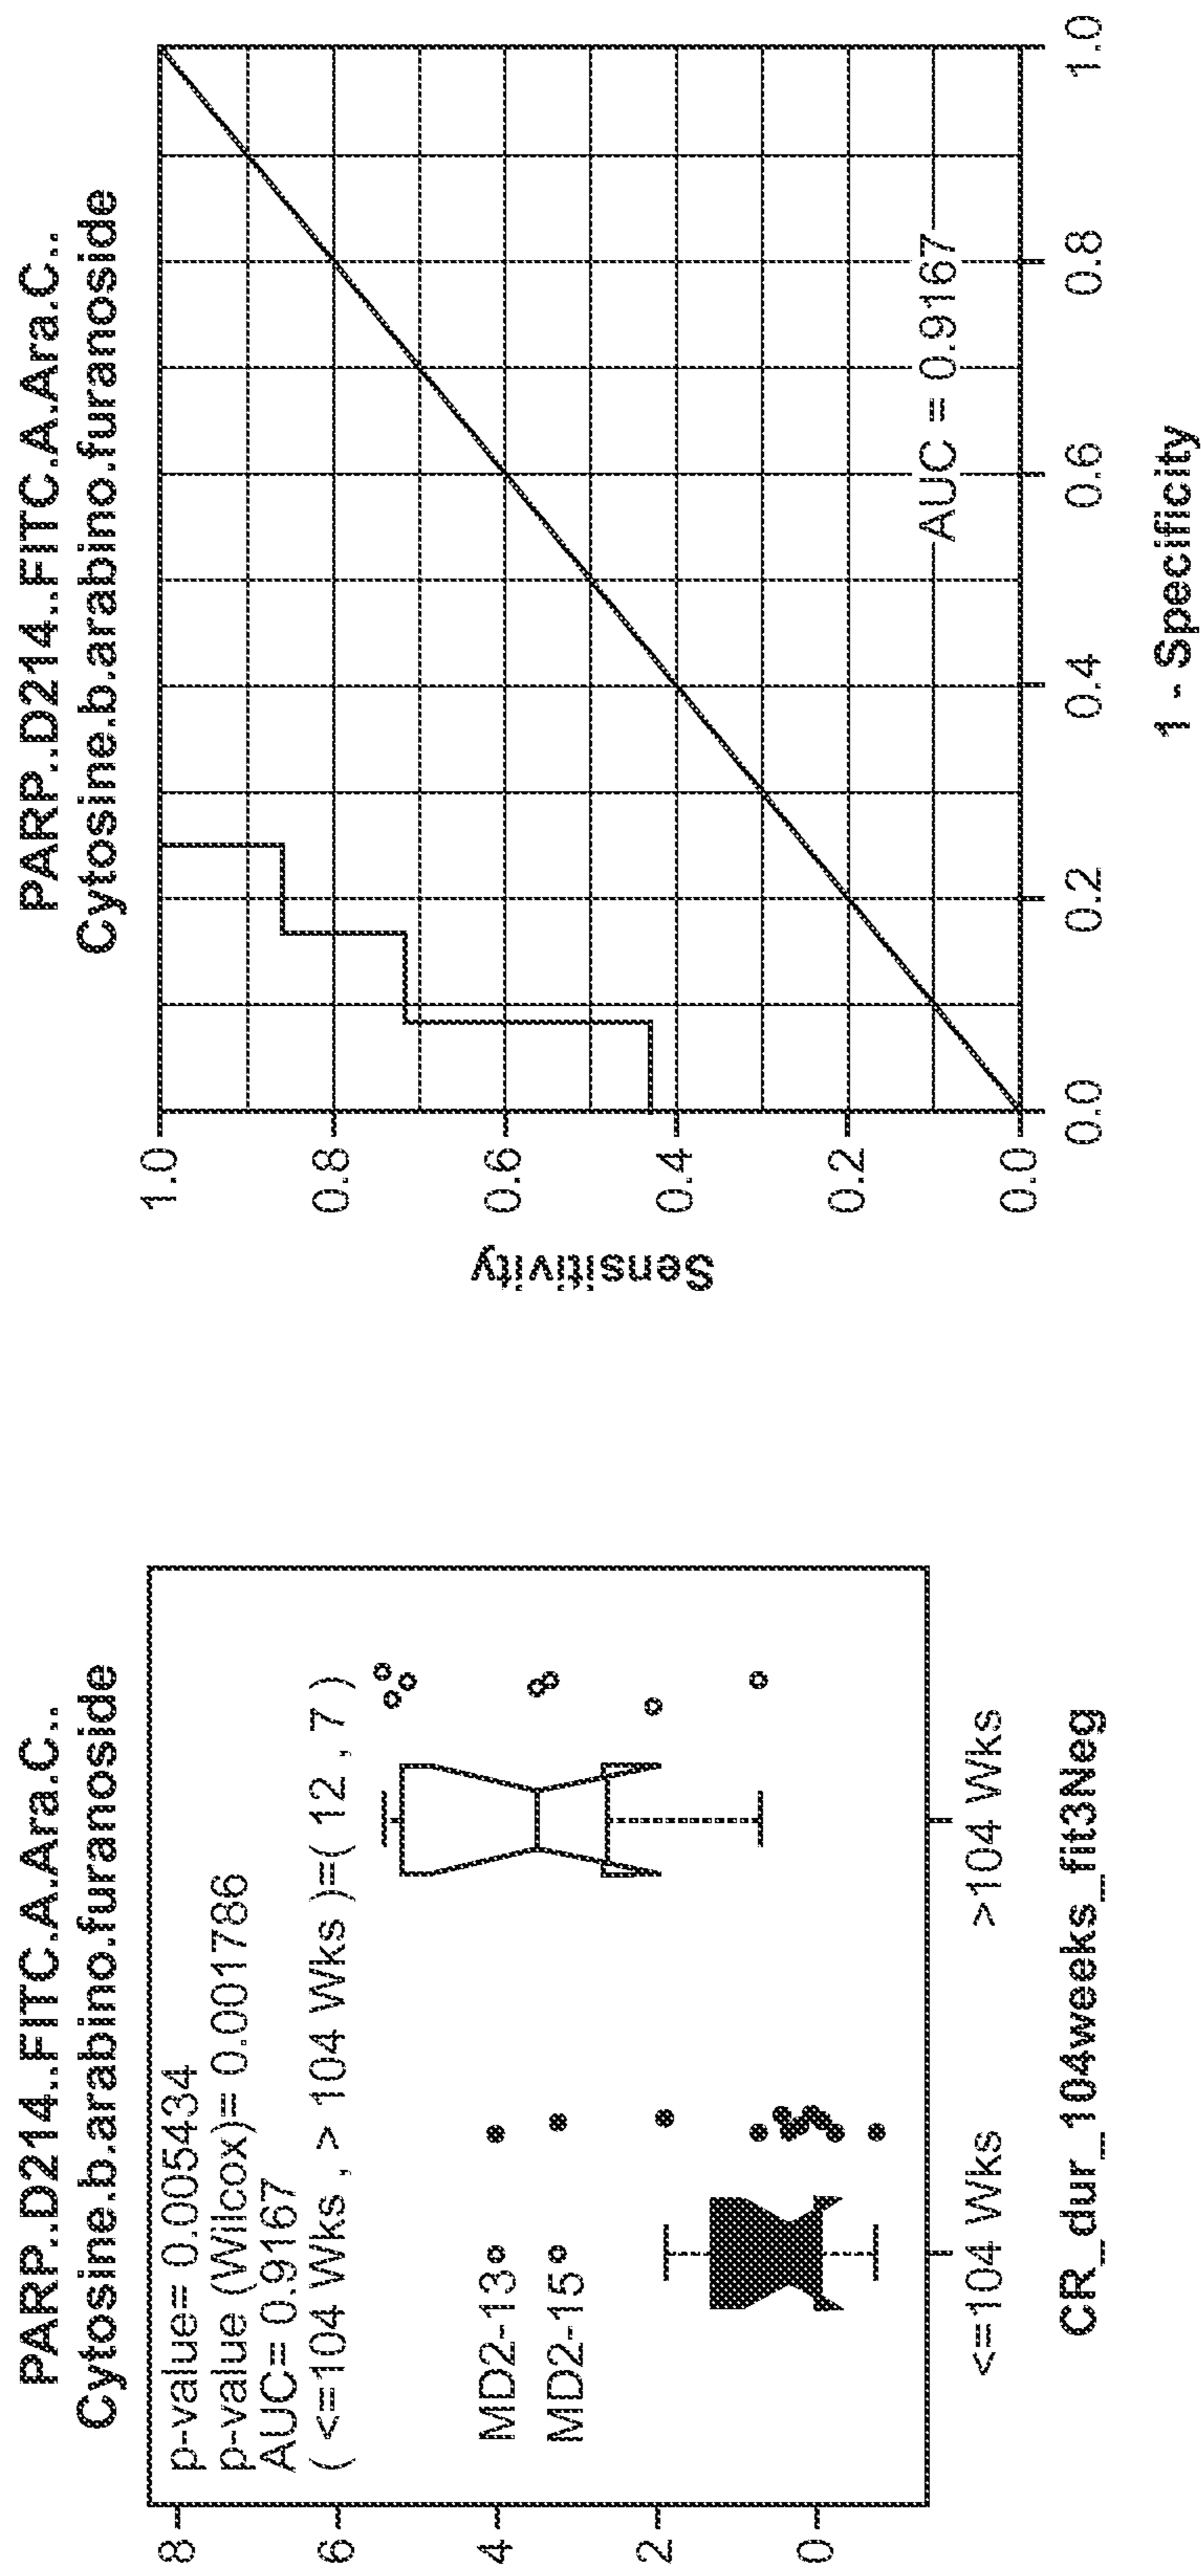 PARP..D214..FITC.A.Ara.C..
Cytosine.b.arabino.furanoside
p-value= 0.005434
p-value (Wilcox)= 0.001786
AUC= 0.9167
( <=104 Wks , > 104 Wks )=( 12 , 7 )
MD2-13
MD2-15
8
6
4
2
0
<=104 Wks
>104 Wks
CR_dur_104weeks_fit3Neg
PARP..D214..FITC.A.Ara.C..
Cytosine.b.arabino.furanoside
Sensitivity
1.0
0.8
0.6
0.4
0.2
0.0
AUC = 0.9167
0.0
0.2
0.4
0.6
0.8
1.0
1 - Specificity